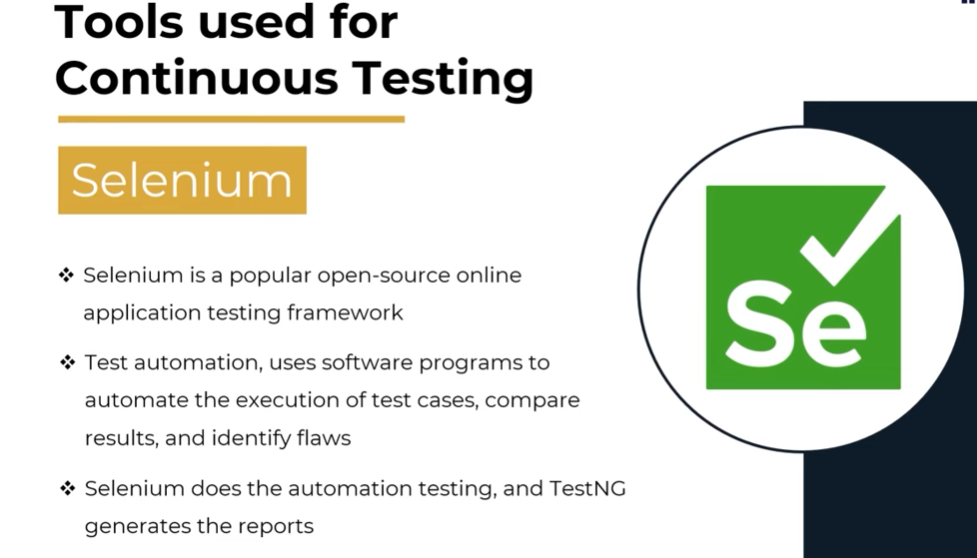 Tools used for
Continuous Testing
Selenium
❖ Selenium is a popular open-source online
application testing framework
❖ Test automation, uses software programs to
automate the execution of test cases, compare
results, and identify flaws
❖ Selenium does the automation testing, and TestNG
generates the reports
Se